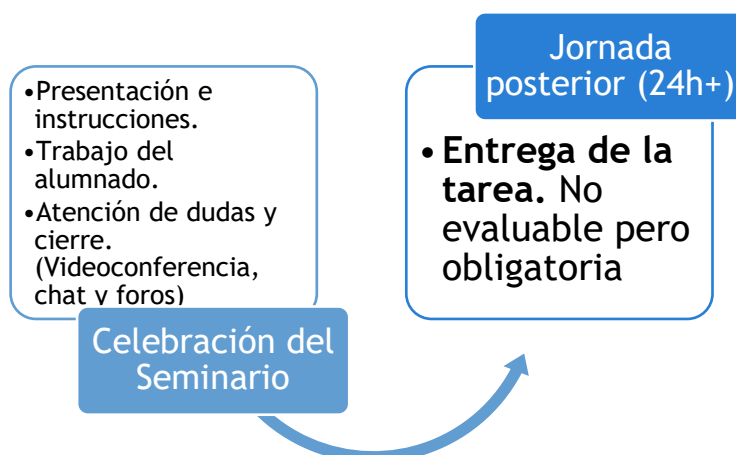 •Presentación e
instrucciones.
•Trabajo del
alumnado.
•Atención de dudas y
cierre.
(Videoconferencia,
chat y foros)
Celebración del
Seminario
Jornada
posterior (24h+)
•Entrega de la
tarea. No
evaluable pero
obligatoria